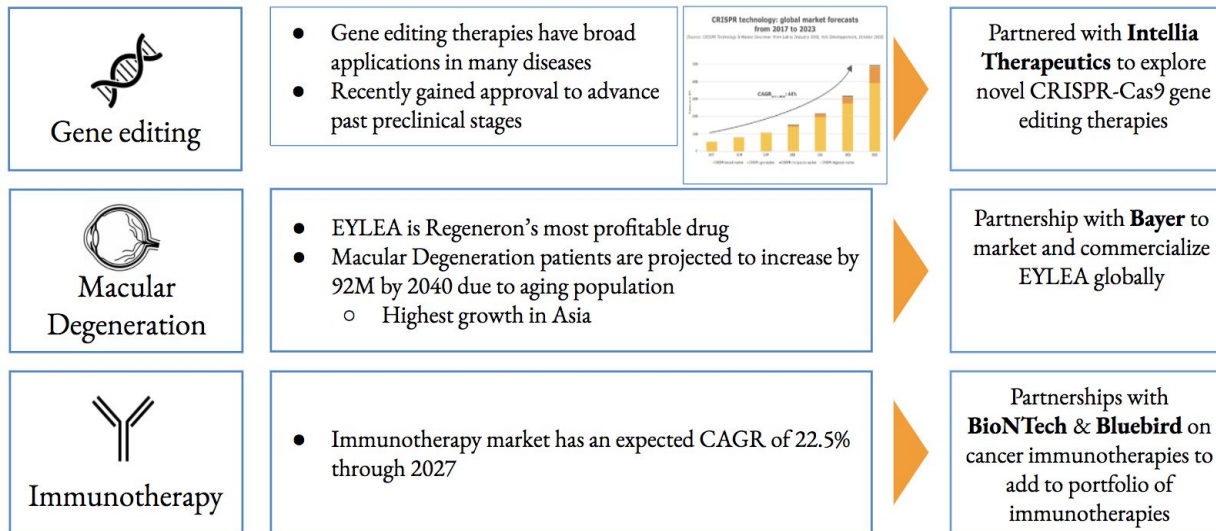 Gene editing
● Gene editing therapies have broad
applications in many diseases
● Recently gained approval to advance
past preclinical stages
CRISPR technology: global market forecasts
from 2017 to 2023
Partnered with Intellia
Therapeutics to explore
novel CRISPR-Cas9 gene
editing therapies
Macular
Degeneration
● EYLEA is Regeneron’s most profitable drug
● Macular Degeneration patients are projected to increase by
92M by 2040 due to aging population
○ Highest growth in Asia
Partnership with Bayer to
market and commercialize
EYLEA globally
Immunotherapy
● Immunotherapy market has an expected CAGR of 22.5%
through 2027
Partnerships with
BioNTech & Bluebird on
cancer immunotherapies to
add to portfolio of
immunotherapies